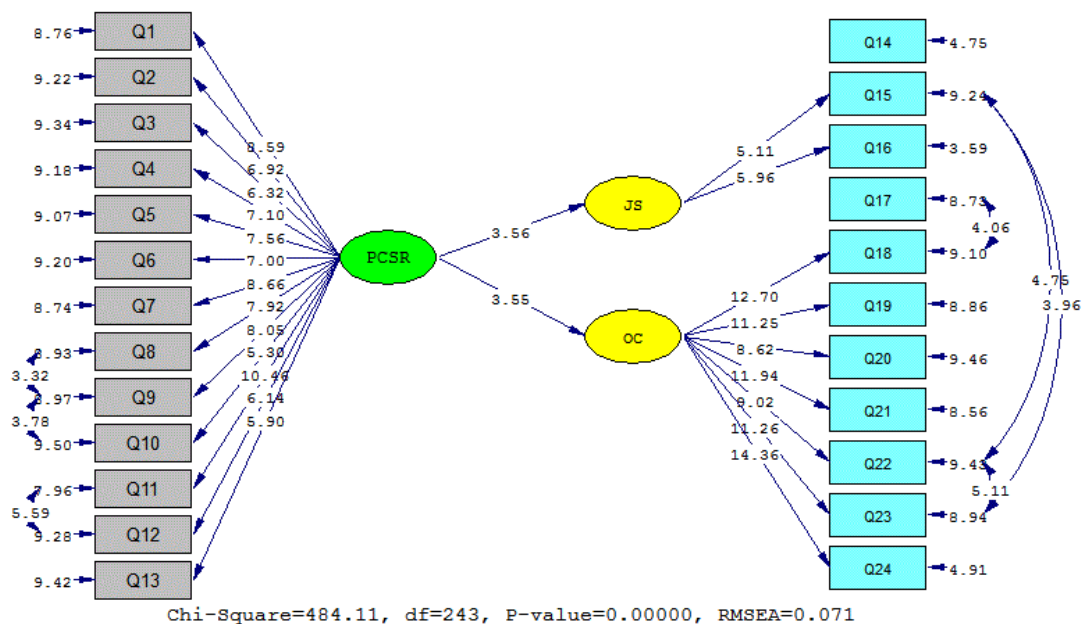 8.76 Q1
9.22 Q2
9.34 Q3
9.18 Q4
9.07 Q5
9.20 Q6
8.74 Q7
8.93 Q8
3.32
8.97 Q9
3.78
9.50 Q10
7.96 Q11
5.59
9.28 Q12
9.42 Q13
8.59
6.92
6.32
7.10
7.56
7.00
8.66
7.92
8.05
5.30
10.46
6.14
5.90
PCSR
3.56
3.55
JS
OC
5.11
5.96
12.70
11.25
8.62
11.94
9.02
11.26
14.36
Q14 4.75
Q15 9.24
Q16 3.59
Q17 8.73
4.06
Q18 9.10
4.75
3.96
Q19 8.86
Q20 9.46
Q21 8.56
Q22 9.43
5.11
Q23 8.94
Q24 4.91
Chi-Square=484.11, df=243, P-value=0.00000, RMSEA=0.071